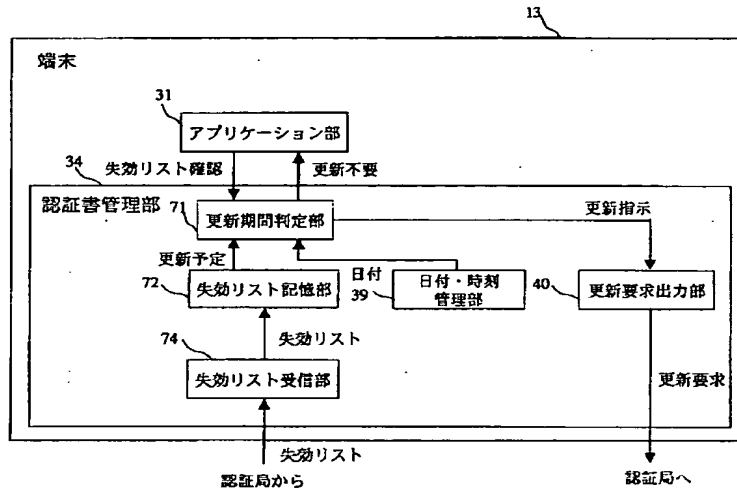 13
端末
31
アプリケーション部
失効リスト確認
更新不要
34
認証書管理部
71
更新期間判定部
更新指示
更新予定
日付
72
失効リスト記憶部
39
日付・時刻
管理部
40
更新要求出力部
失効リスト
74
失効リスト受信部
更新要求
失効リスト
認証局から
認証局へ